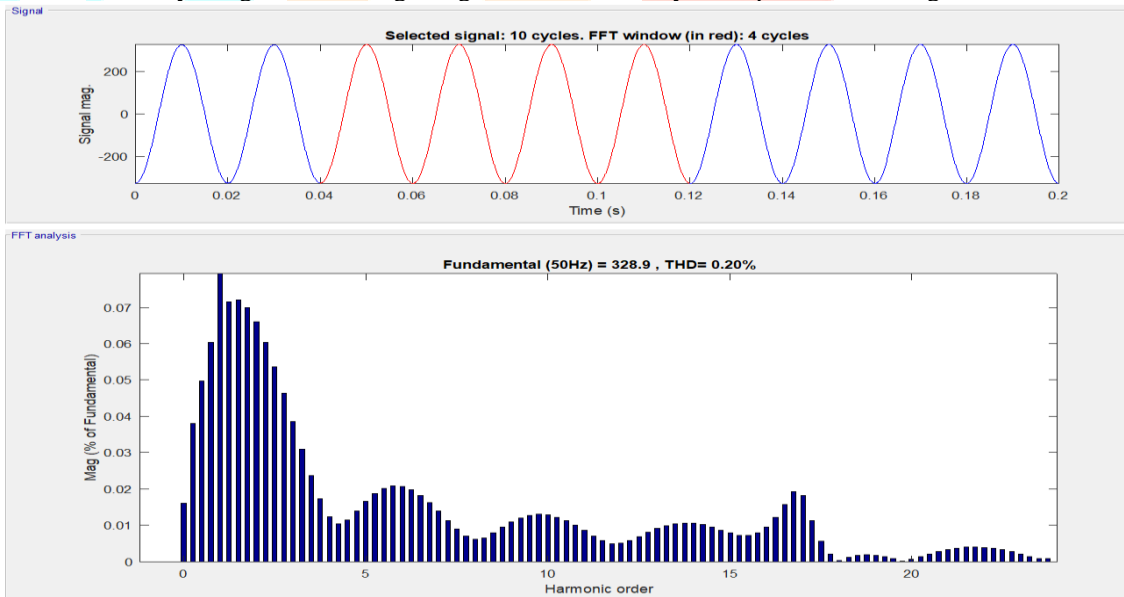 Signal
Selected signal: 10 cycles. FFT window (in red): 4 cycles
200
0
-200
Signal mag.
0 0.02 0.04 0.06 0.08 0.1 0.12 0.14 0.16 0.18 0.2
Time (s)
FFT analysis
Fundamental (50Hz) = 328.9 , THD= 0.20%
0.07
0.06
0.05
0.04
0.03
0.02
0.01
0
Mag (% of Fundamental)
0 5 10 15 20
Harmonic order